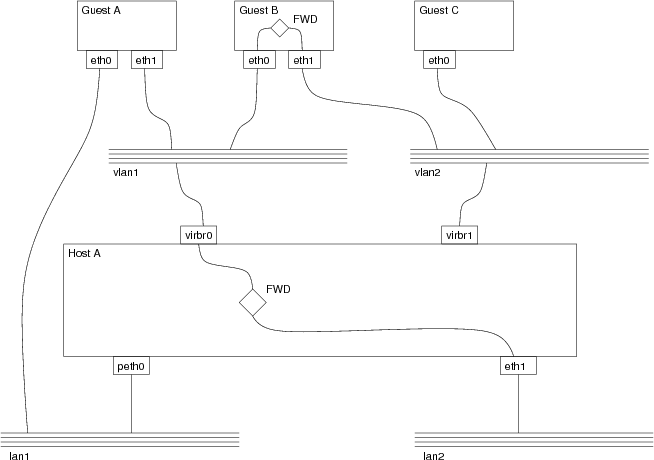 Guest A
Guest B
Guest C
FWD
eth0
eth1
eth0
eth1
eth0
vlan1
vlan2
virbr0
virbr1
Host A
FWD
peth0
eth1
lan1
lan2